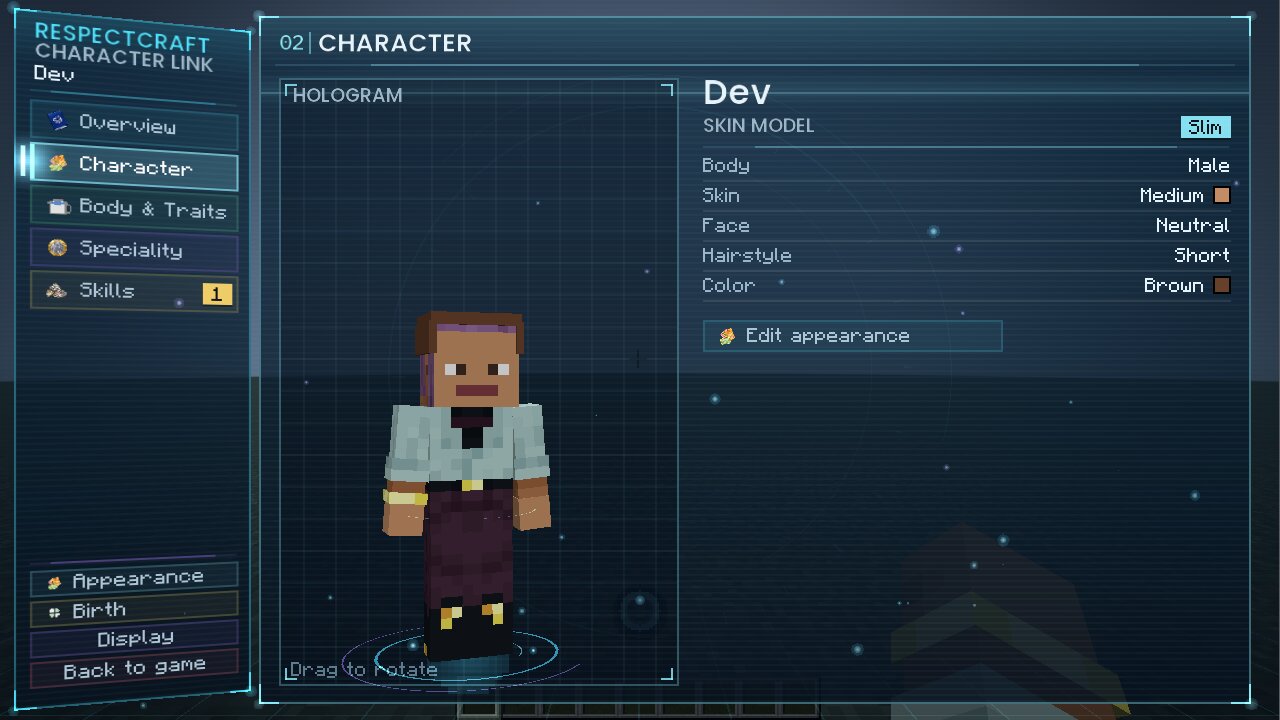 RESPECTCRAFT
CHARACTER LINK
Dev
Overview
Character
Body & Traits
Speciality
Skills 1
Appearance
Birth
Display
Back to game
02 | CHARACTER
HOLOGRAM
Drag to rotate
Dev
SKIN MODEL Slim
Body Male
Skin Medium
Face Neutral
Hairstyle Short
Color Brown
Edit appearance